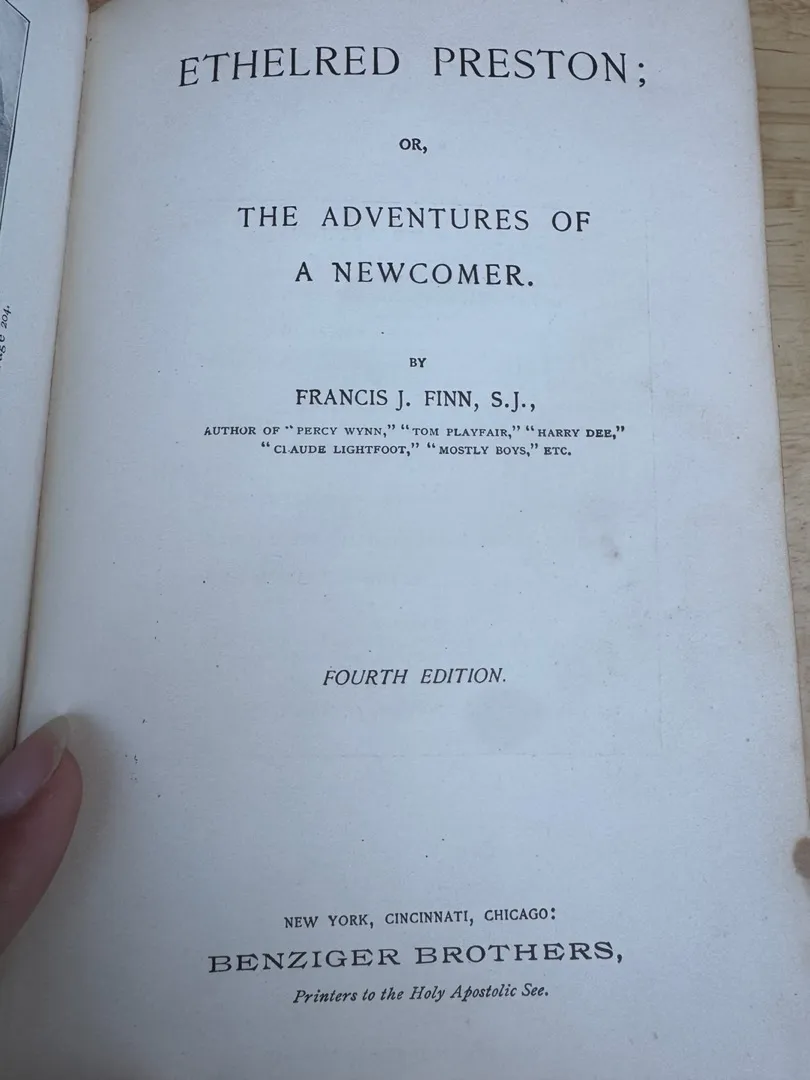 ETHELRED PRESTON;
OR,
THE ADVENTURES OF
A NEWCOMER.
BY
FRANCIS J. FINN, S.J.,
AUTHOR OF "PERCY WYNN," "TOM PLAYFAIR," "HARRY DEE,"
"CLAUDE LIGHTFOOT," "MOSTLY BOYS," ETC.
FOURTH EDITION.
NEW YORK, CINCINNATI, CHICAGO:
BENZIGER BROTHERS,
Printers to the Holy Apostolic See.
204.